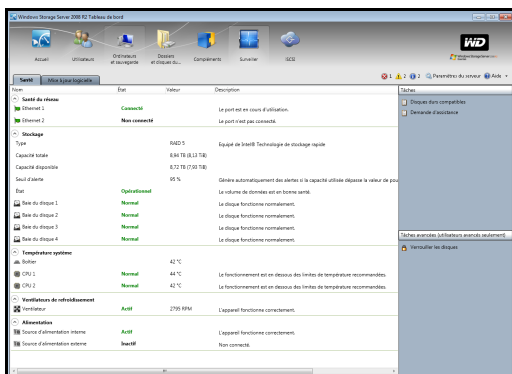 Windows Storage Server 2008 R2 Tableau de bord
Accueil
Utilisateurs
Ordinateurs et sauvegarde
Dossiers et disques du...
Compléments
Surveiller
iSCSI
WD
Windows Storage Server
Santé
Mise à jour logicielle
1 2 2 Paramètres du serveur Aide
Nom État Valeur Description
Santé du réseau
Ethernet 1 Connecté Le port est en cours d'utilisation.
Ethernet 2 Non connecté Le port n'est pas connecté.
Stockage
Type RAID 5 Equipé de Intel® Technologie de stockage rapide
Capacité totale 8,94 TB (8,13 TiB)
Capacité disponible 8,72 TB (7,93 TiB)
Seuil d'alerte 95 % Génère automatiquement des alertes si la capacité utilisée dépasse la valeur de pou
État Opérationnel Le volume de données est en bonne santé.
Baie du disque 1 Normal Le disque fonctionne normalement.
Baie du disque 2 Normal Le disque fonctionne normalement.
Baie du disque 3 Normal Le disque fonctionne normalement.
Baie du disque 4 Normal Le disque fonctionne normalement.
Température système
Boîtier 42 °C
CPU 1 Normal 44 °C Le fonctionnement est en dessous des limites de température recommandées.
CPU 2 Normal 42 °C Le fonctionnement est en dessous des limites de température recommandées.
Ventilateurs de refroidissement
Ventilateur Actif 2795 RPM L'appareil fonctionne correctement.
Alimentation
Source d'alimentation interne Actif L'appareil fonctionne correctement.
Source d'alimentation externe Inactif Non connecté.
Tâches
Disques durs compatibles
Demande d'assistance
Tâches avancées (utilisateurs avancés seulement)
Verrouiller les disques